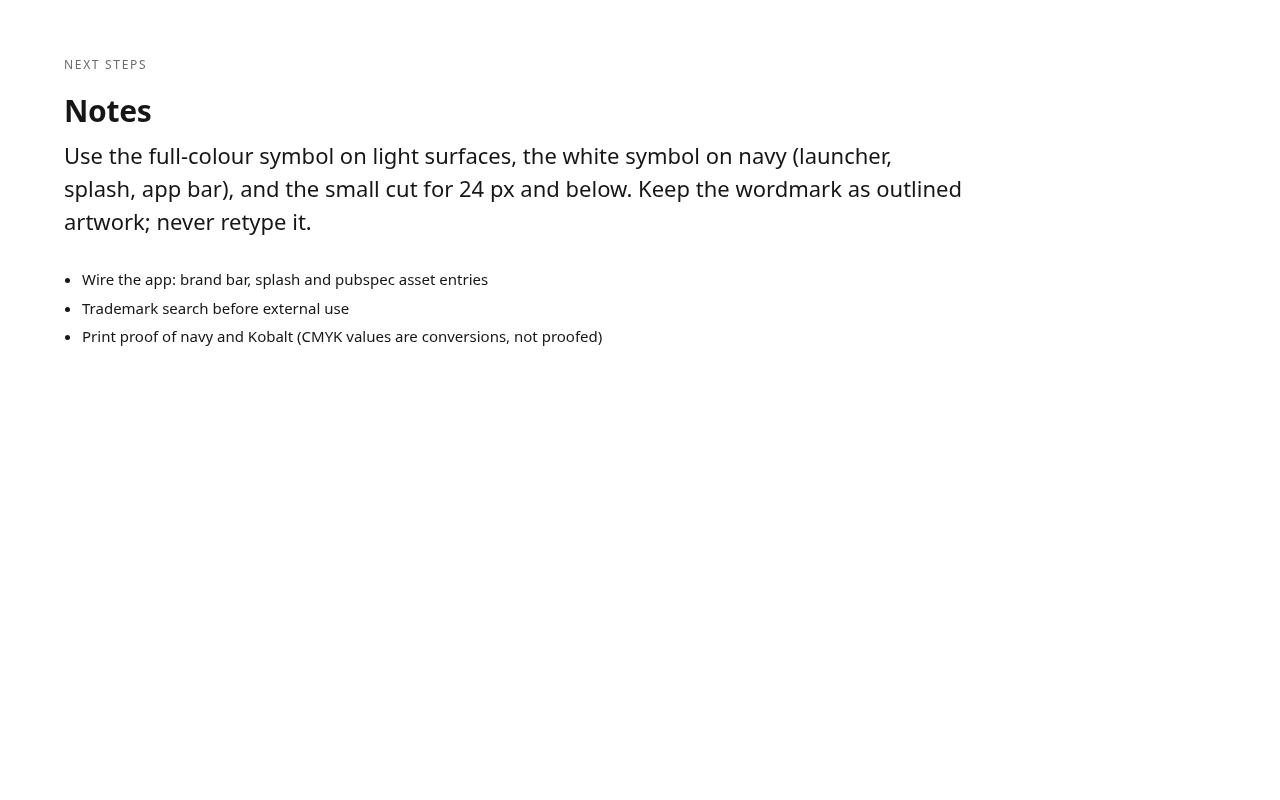 NEXT STEPS
Notes
Use the full-colour symbol on light surfaces, the white symbol on navy (launcher,
splash, app bar), and the small cut for 24 px and below. Keep the wordmark as outlined
artwork; never retype it.
• Wire the app: brand bar, splash and pubspec asset entries
• Trademark search before external use
• Print proof of navy and Kobalt (CMYK values are conversions, not proofed)